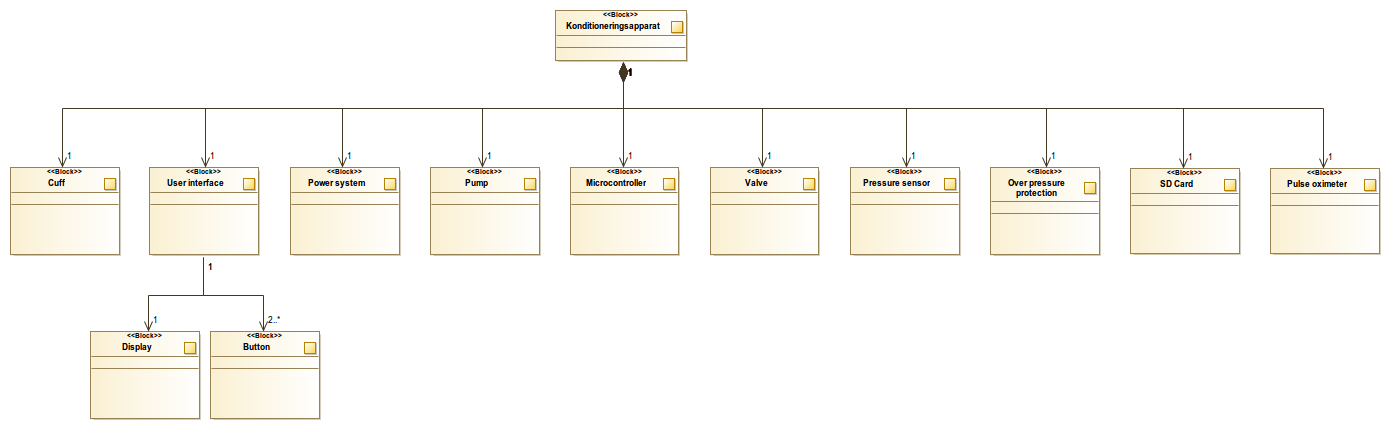 <<Block>>
Konditioneringsapparat
1
1
1
1
1
1
1
1
1
1
1
<<Block>>
Cuff
<<Block>>
User interface
<<Block>>
Power system
<<Block>>
Pump
<<Block>>
Microcontroller
<<Block>>
Valve
<<Block>>
Pressure sensor
<<Block>>
Over pressure
protection
<<Block>>
SD Card
<<Block>>
Pulse oximeter
1
1
2..*
<<Block>>
Display
<<Block>>
Button